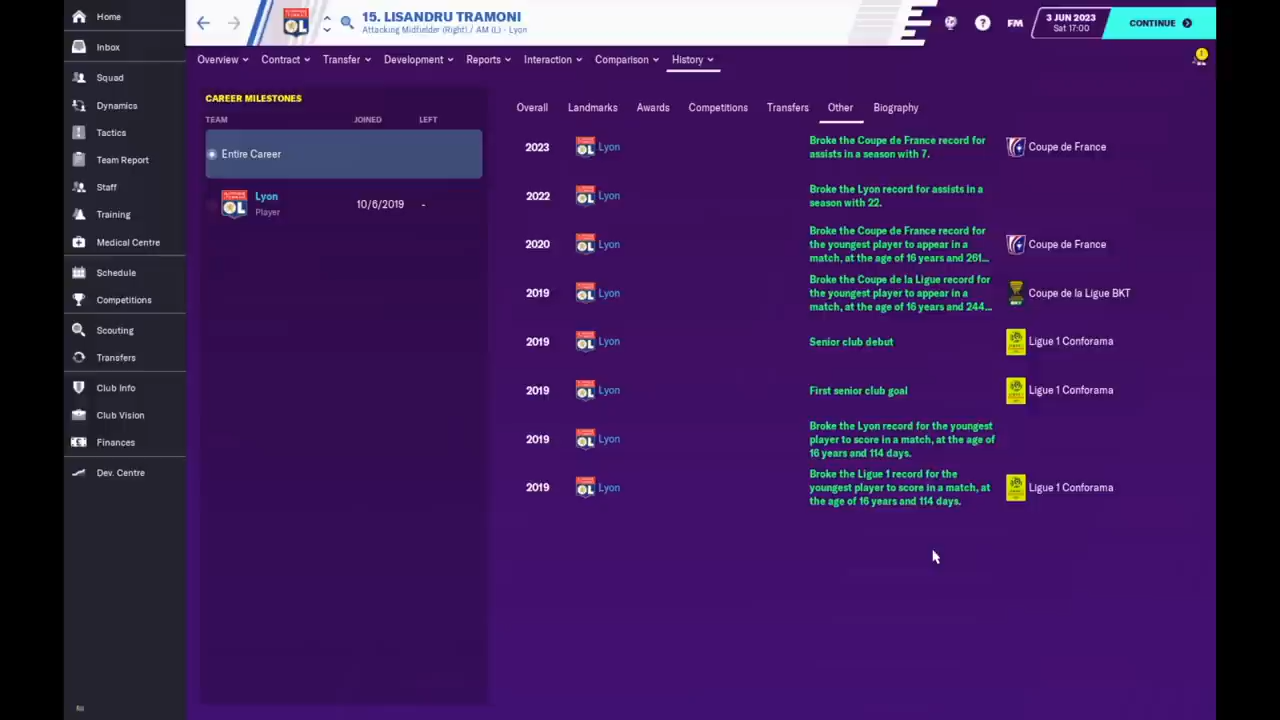 Home
Inbox
Squad
Dynamics
Tactics
Team Report
Staff
Training
Medical Centre
Schedule
Competitions
Scouting
Transfers
Club Info
Club Vision
Finances
Dev. Centre
15. LISANDRU TRAMONI
Attacking Midfielder (Right) / AM (L) - Lyon
FM
3 JUN 2023
Sat 17:00
CONTINUE
Overview Contract Transfer Development Reports Interaction Comparison History
CAREER MILESTONES
TEAM JOINED LEFT
Entire Career
Lyon
Player
10/6/2019 -
Overall Landmarks Awards Competitions Transfers Other Biography
2023 Lyon
Broke the Coupe de France record for
assists in a season with 7.
Coupe de France
2022 Lyon
Broke the Lyon record for assists in a
season with 22.
2020 Lyon
Broke the Coupe de France record for
the youngest player to appear in a
match, at the age of 16 years and 261...
Coupe de France
2019 Lyon
Broke the Coupe de la Ligue record for
the youngest player to appear in a
match, at the age of 16 years and 244...
Coupe de la Ligue BKT
2019 Lyon Senior club debut Ligue 1 Conforama
2019 Lyon First senior club goal Ligue 1 Conforama
2019 Lyon
Broke the Lyon record for the youngest
player to score in a match, at the age of
16 years and 114 days.
2019 Lyon
Broke the Ligue 1 record for the
youngest player to score in a match, at
the age of 16 years and 114 days.
Ligue 1 Conforama